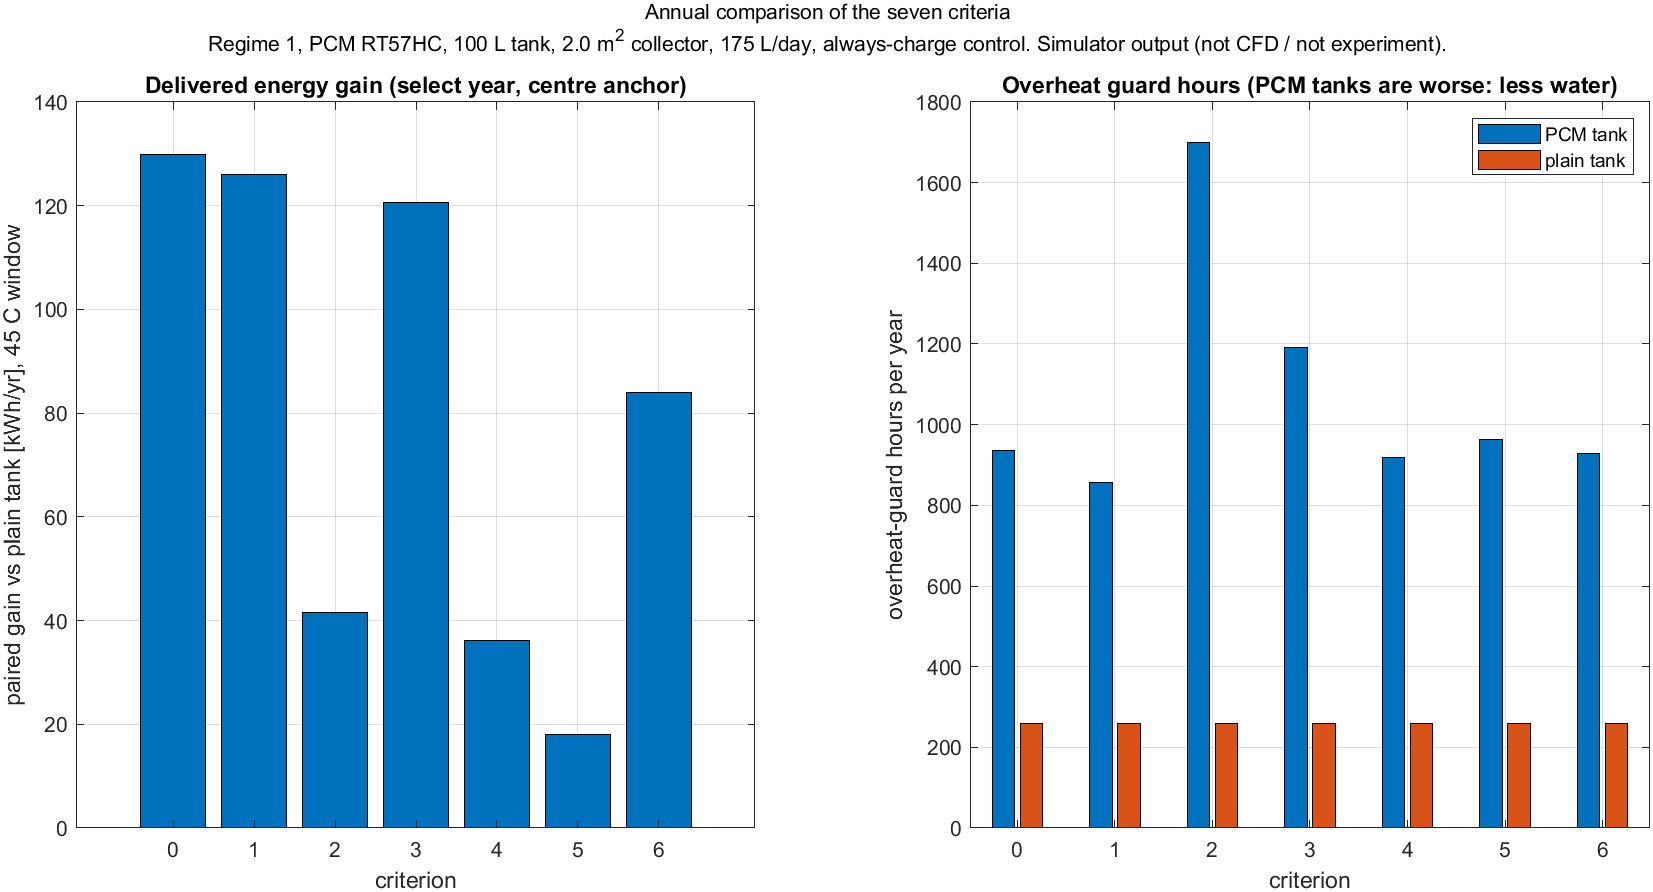 Annual comparison of the seven criteria
Regime 1, PCM RT57HC, 100 L tank, 2.0 m² collector, 175 L/day, always-charge control. Simulator output (not CFD / not experiment).
Delivered energy gain (select year, centre anchor)
paired gain vs plain tank [kWh/yr], 45 C window
140
120
100
80
60
40
20
0
0 1 2 3 4 5 6
criterion
Overheat guard hours (PCM tanks are worse: less water)
PCM tank
plain tank
overheat-guard hours per year
1800
1600
1400
1200
1000
800
600
400
200
0
0 1 2 3 4 5 6
criterion